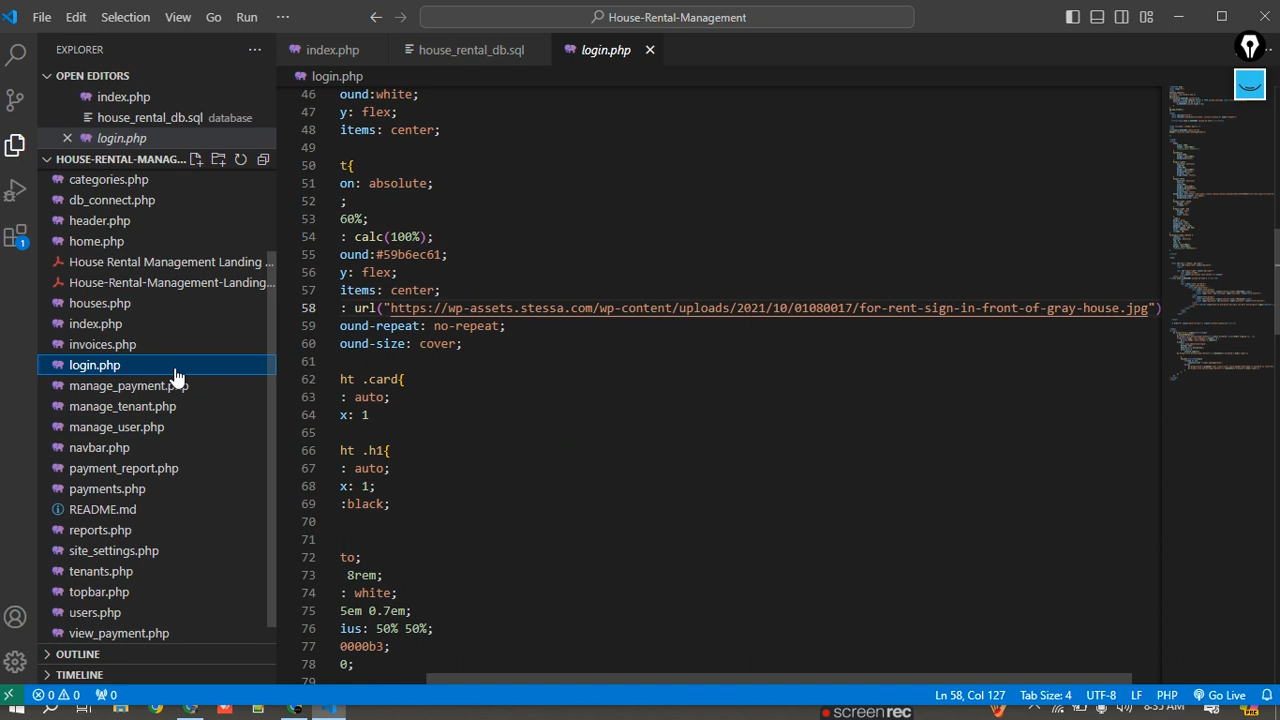 File Edit Selection View Go Run ··· House-Rental-Management
EXPLORER ···
index.php house_rental_db.sql login.php
OPEN EDITORS
login.php
index.php
house_rental_db.sql database
login.php
HOUSE-RENTAL-MANAG...
categories.php
db_connect.php
header.php
home.php
House Rental Management Landing ...
House-Rental-Management-Landing...
houses.php
index.php
invoices.php
login.php
manage_payment.php
manage_tenant.php
manage_user.php
navbar.php
payment_report.php
payments.php
README.md
reports.php
site_settings.php
tenants.php
topbar.php
users.php
view_payment.php
OUTLINE
TIMELINE
1
46 ound:white;
47 y: flex;
48 items: center;
49
50 t{
51 on: absolute;
52 ;
53 60%;
54 : calc(100%);
55 ound:#59b6ec61;
56 y: flex;
57 items: center;
58 : url("https://wp-assets.stessa.com/wp-content/uploads/2021/10/01080017/for-rent-sign-in-front-of-gray-house.jpg")
59 ound-repeat: no-repeat;
60 ound-size: cover;
61
62 ht .card{
63 : auto;
64 x: 1
65
66 ht .h1{
67 : auto;
68 x: 1;
69 :black;
70
71
72 to;
73 8rem;
74 : white;
75 5em 0.7em;
76 ius: 50% 50%;
77 0000b3;
78 0;
79
0 0 0 Ln 58, Col 127 Tab Size: 4 UTF-8 LF PHP Go Live
screenrec
8:53 AM